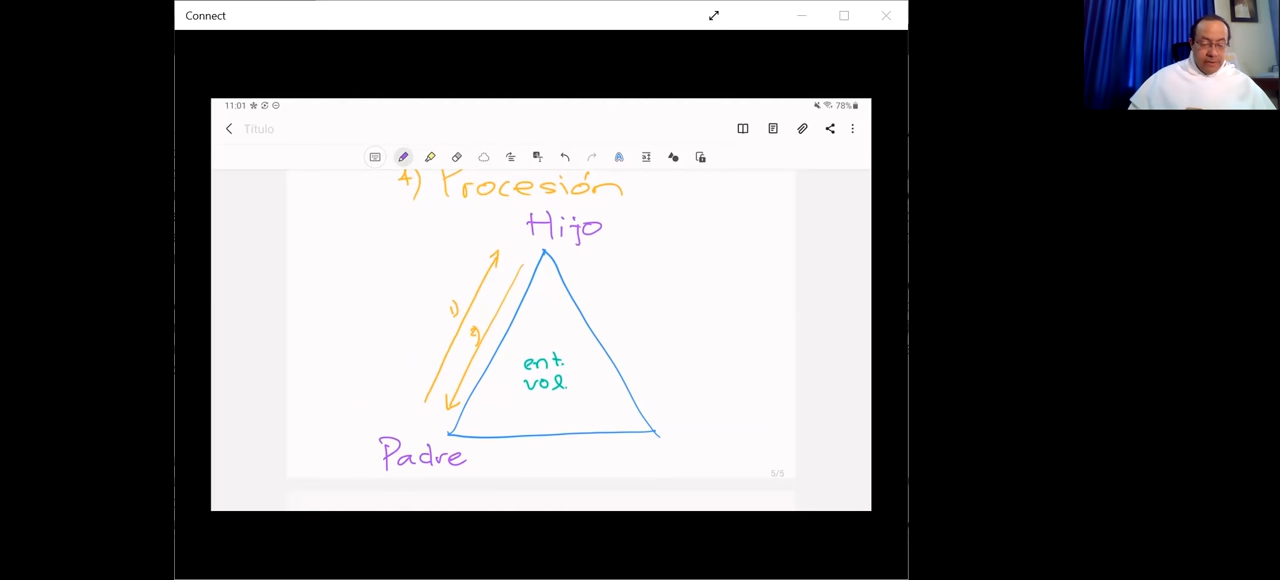 Connect
11:01
78%
Título
4) Procesión
Hijo
1)
2)
ent.
vol.
Padre
5/5